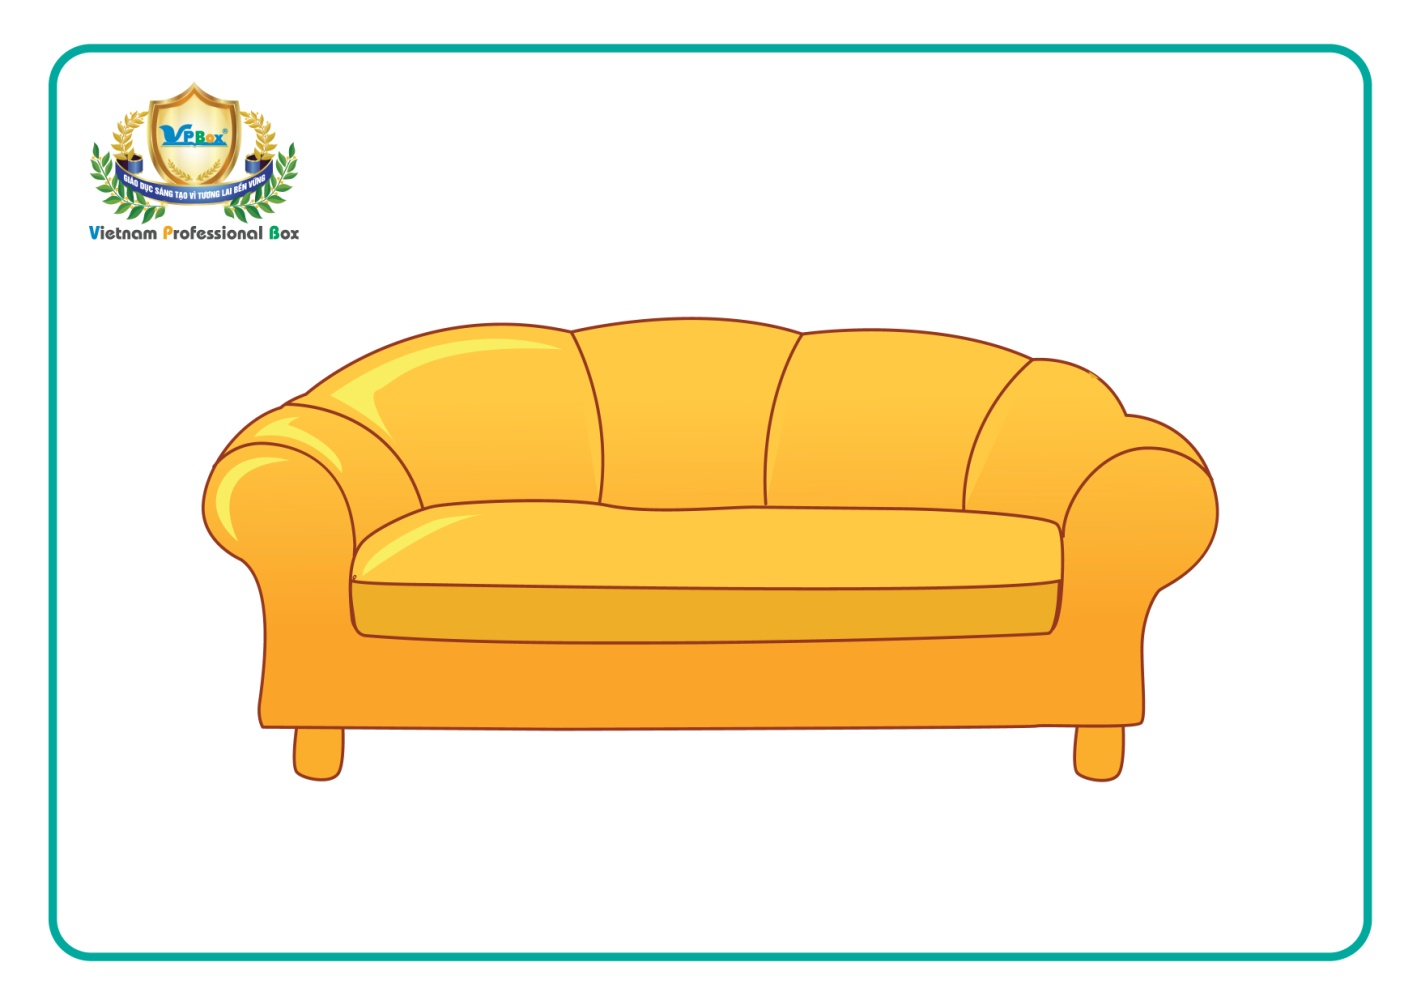 VPBox®
GIÁO DỤC SÁNG TẠO VÌ TƯƠNG LAI BỀN VỮNG
Vietnam Professional Box